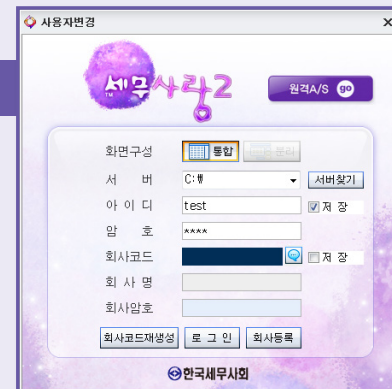 사용자변경
세무사랑2
TM
원격A/S go
화면구성 통합 분리
서 버 C:₩ 서버찾기
아 이 디 test 저 장
암 호 ****
회사코드 저 장
회 사 명
회사암호
회사코드재생성 로 그 인 회사등록
한국세무사회